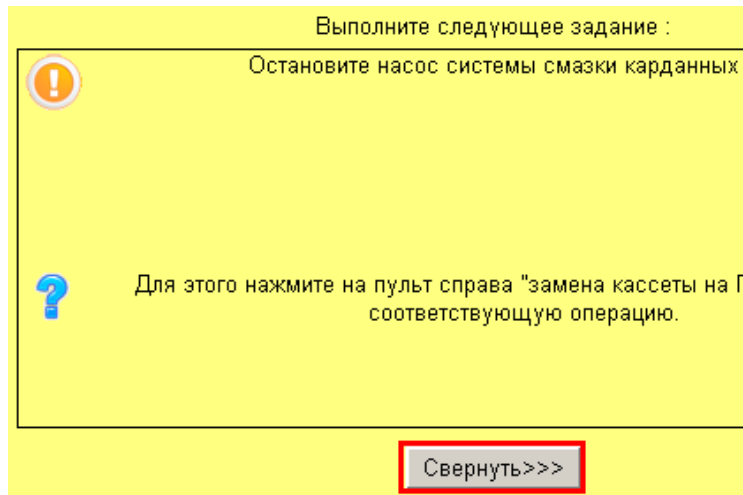 Выполните следующее задание :
Остановите насос системы смазки карданных
Для этого нажмите на пульт справа "замена кассеты на
соответствующую операцию.
Свернуть>>>